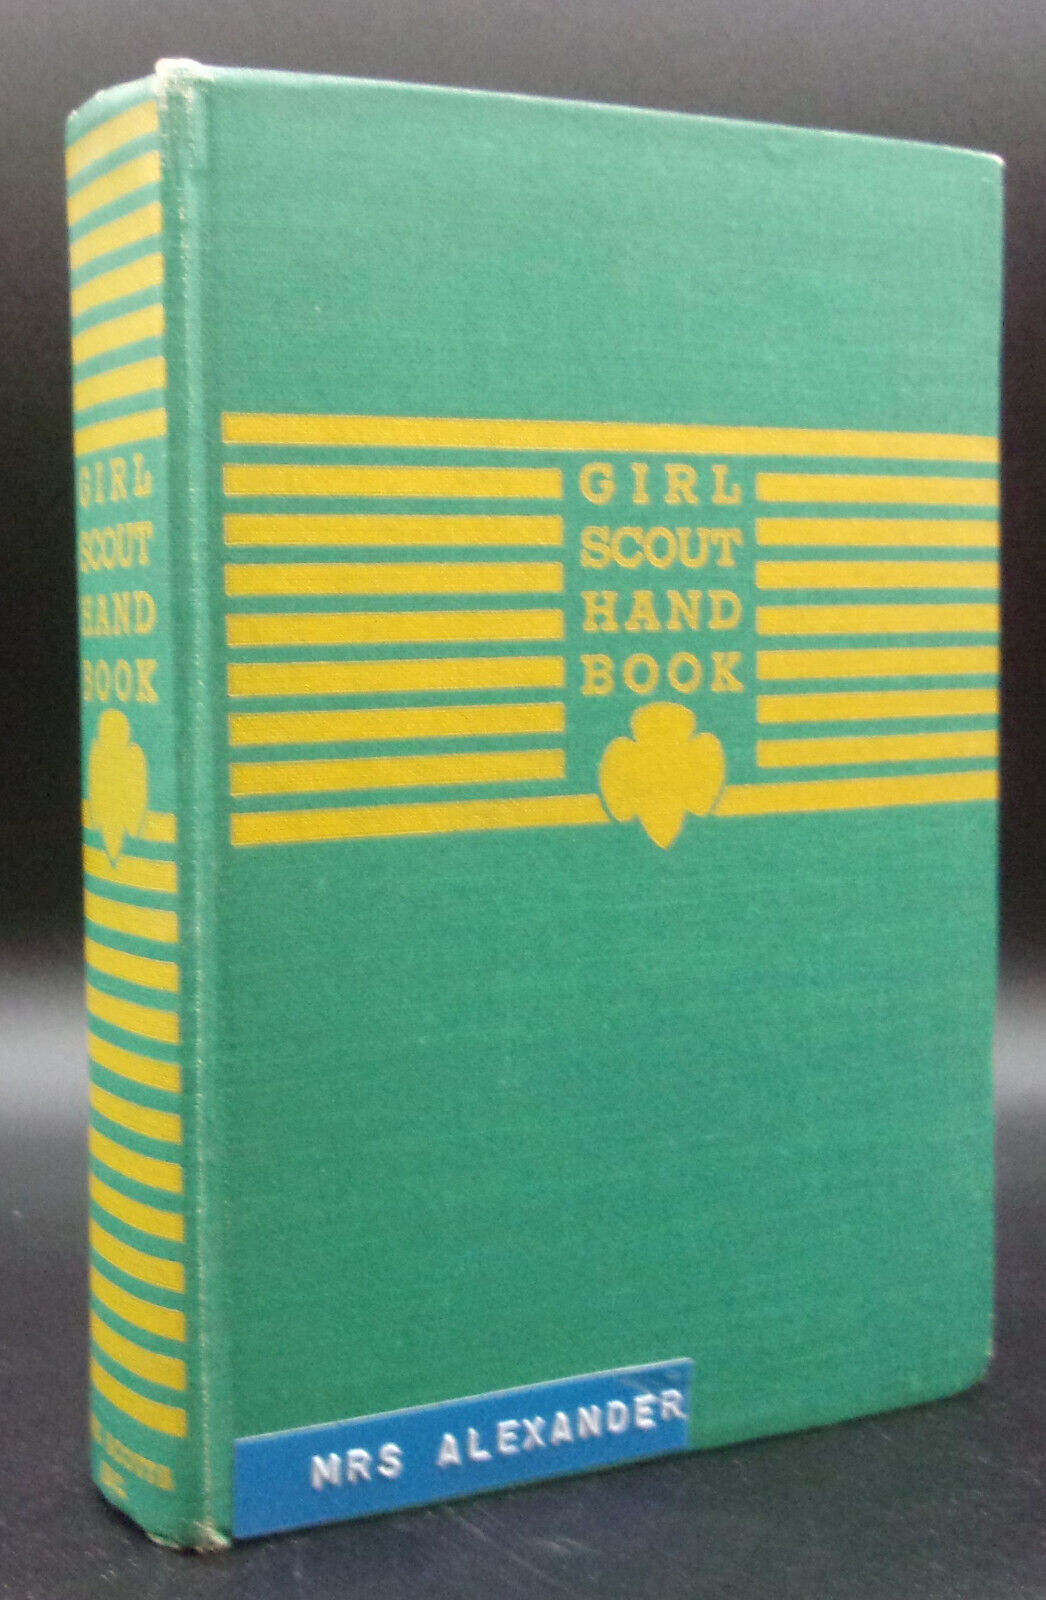 GIRL
SCOUT
HAND
BOOK
GIRL
SCOUT
HAND
BOOK
MRS ALEXANDER